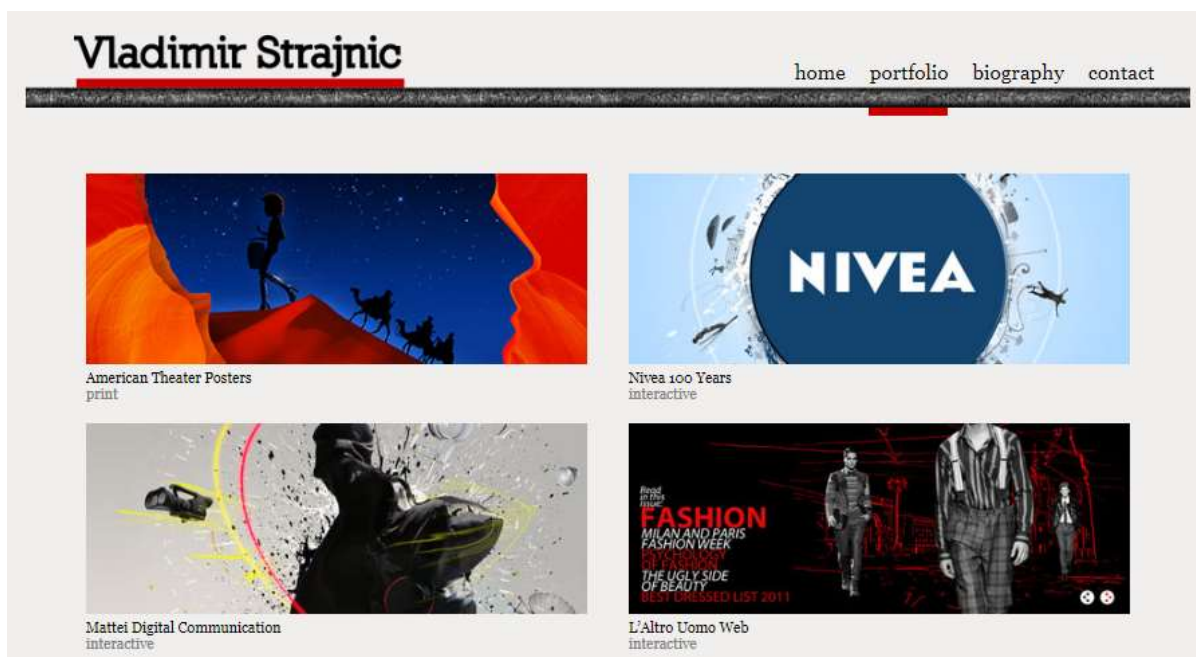 Vladimir Strajnic
home portfolio biography contact
NIVEA
American Theater Posters
print
Nivea 100 Years
interactive
Read
in this
issue:
FASHION
MILAN AND PARIS
FASHION WEEK
PSYCHOLOGY
OF FASHION
THE UGLY SIDE
OF BEAUTY
BEST DRESSED LIST 2011
Mattei Digital Communication
interactive
L'Altro Uomo Web
interactive